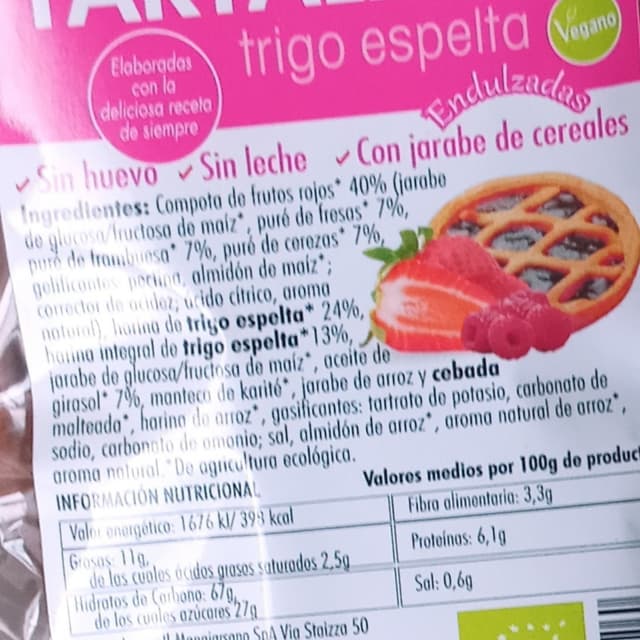 trigo espelta
Vegano
Elaboradas
con la
deliciosa receta
de siempre
Endulzadas
✓ Sin huevo ✓ Sin leche ✓ Con jarabe de cereales
Ingredientes: Compota de frutos rojos* 40% (jarabe
de glucosa/fructosa de maíz*, puré de fresas* 7%,
puré de frambuesa* 7%, puré de cerezas* 7%,
gelificante: pectina, almidón de maíz*;
corrector de acidez; ácido cítrico, aroma
natural), harina de trigo espelta* 24%,
harina integral de trigo espelta* 13%,
jarabe de glucosa/fructosa de maíz*, aceite de
girasol* 7%, manteca de karité*, jarabe de arroz y cebada
malteada*, harina de arroz*, gasificantes: tartrato de potasio, carbonato de
sodio, carbonato de amonio; sal, almidón de arroz*, aroma natural de arroz*,
aroma natural. *De agricultura ecológica.
INFORMACIÓN NUTRICIONAL
Valores medios por 100g de produc
Valor energético: 1676 kJ/ 398 kcal
Grasas: 11g,
de las cuales ácidos grasos saturados 2,5g
Hidratos de Carbono: 67g,
de los cuales azúcares 27g
Fibra alimentaria: 3,3g
Proteínas: 6,1g
Sal: 0,6g
SpA Via Staizza 50